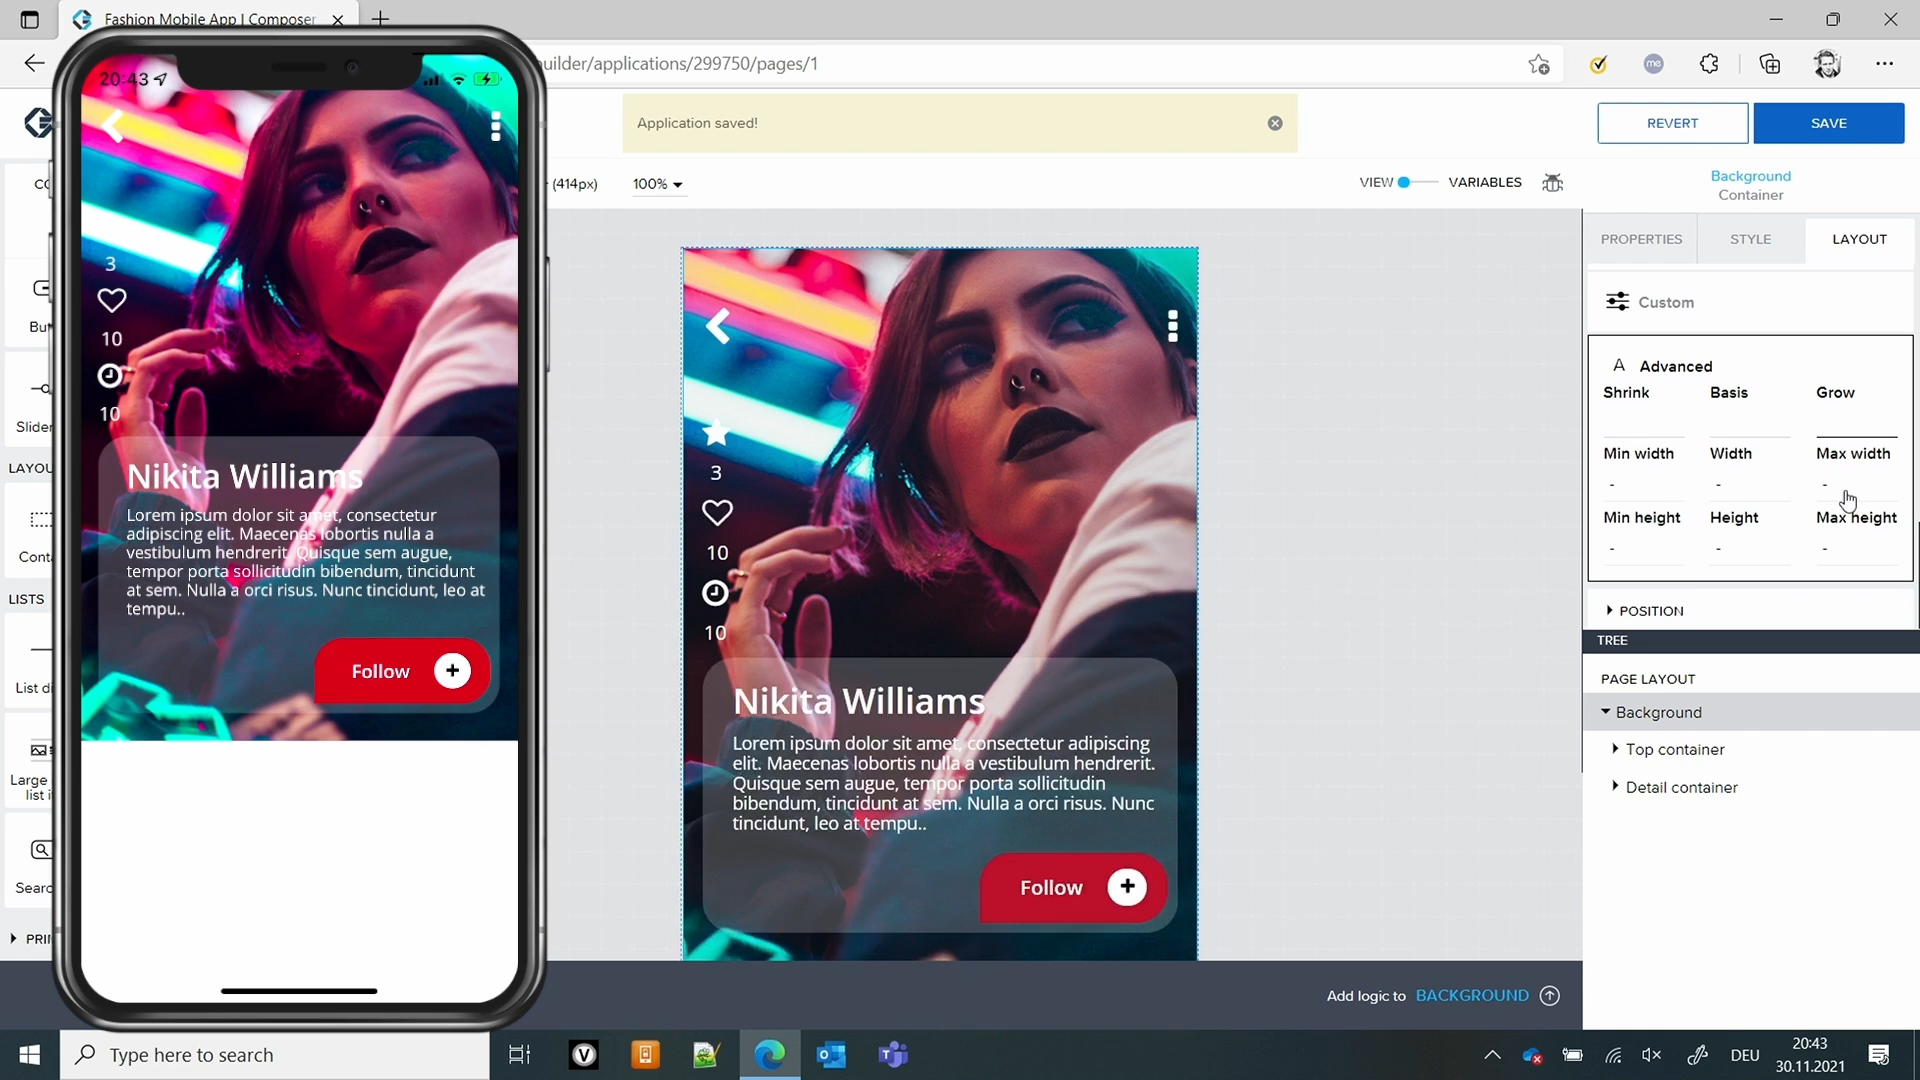 Fashion Mobile App | Composer
uilder/applications/299750/pages/1
me
20:43
Application saved!
REVERT
SAVE
CO
(414px)
100%
VIEW
VARIABLES
Background
Container
PROPERTIES
STYLE
LAYOUT
Custom
A Advanced
Shrink
Basis
Grow
Min width
Width
Max width
-
-
-
Min height
Height
Max height
-
-
-
POSITION
TREE
PAGE LAYOUT
Background
Top container
Detail container
But
Slider
LAYOU
Conta
LISTS
List di
Large
list i
Searc
PRI
3
10
10
Nikita Williams
Lorem ipsum dolor sit amet, consectetur
adipiscing elit. Maecenas lobortis nulla a
vestibulum hendrerit. Quisque sem augue,
tempor porta sollicitudin bibendum, tincidunt
at sem. Nulla a orci risus. Nunc tincidunt, leo at
tempu..
Follow
3
10
10
Nikita Williams
Lorem ipsum dolor sit amet, consectetur adipiscing
elit. Maecenas lobortis nulla a vestibulum hendrerit.
Quisque sem augue, tempor porta sollicitudin
bibendum, tincidunt at sem. Nulla a orci risus. Nunc
tincidunt, leo at tempu..
Follow
Add logic to BACKGROUND
Type here to search
DEU
20:43
30.11.2021